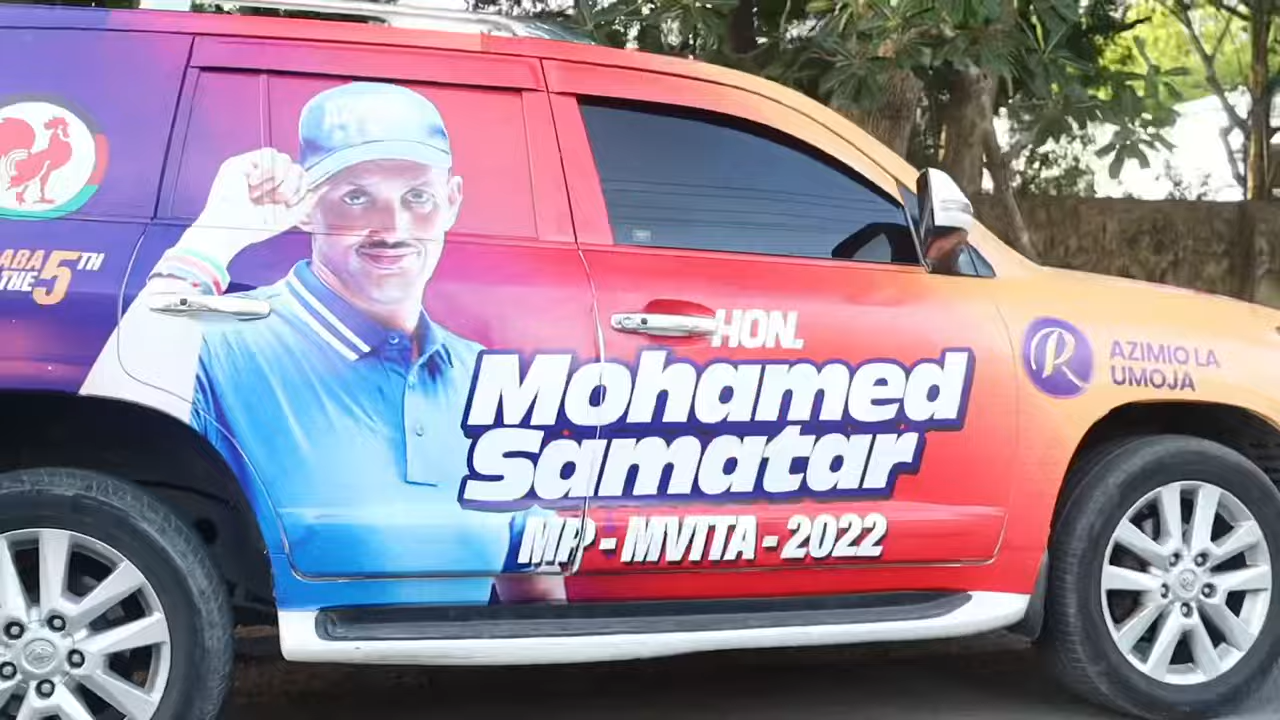 ABA
THE 5TH
HON.
Mohamed
Samatar
MP - MVITA - 2022
R
AZIMIO LA
UMOJA